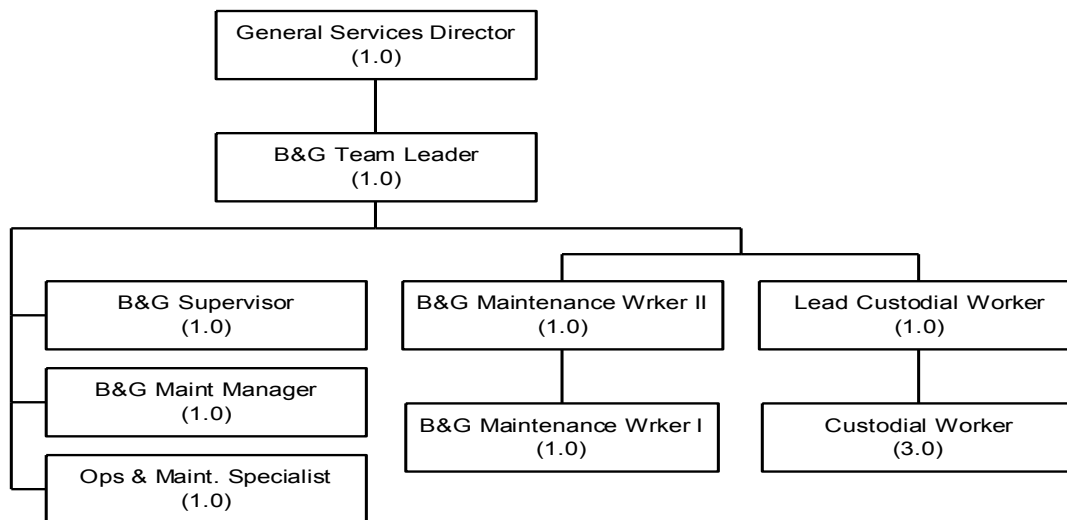 General Services Director
(1.0)
B&G Team Leader
(1.0)
B&G Supervisor
(1.0)
B&G Maint Manager
(1.0)
Ops & Maint. Specialist
(1.0)
B&G Maintenance Wrker II
(1.0)
B&G Maintenance Wrker I
(1.0)
Lead Custodial Worker
(1.0)
Custodial Worker
(3.0)